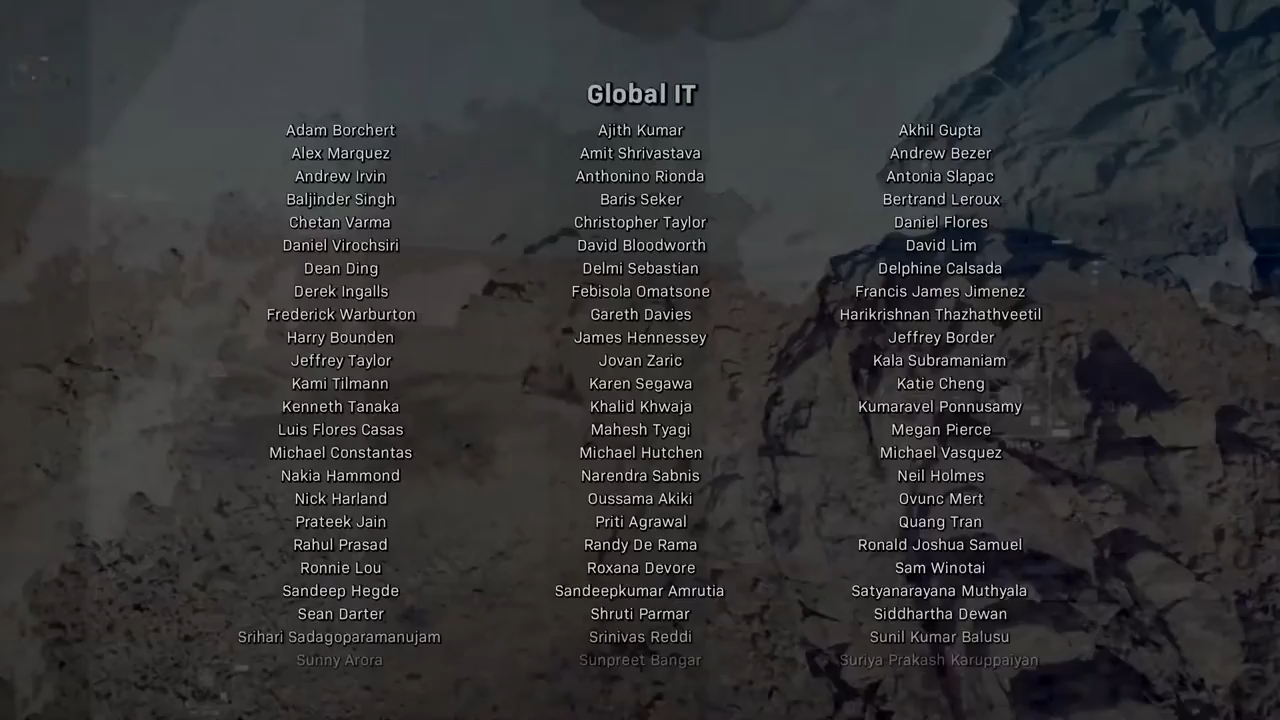 Global IT
Adam Borchert Ajith Kumar Akhil Gupta
Alex Marquez Amit Shrivastava Andrew Bezer
Andrew Irvin Anthonino Rionda Antonia Slapac
Baljinder Singh Baris Seker Bertrand Leroux
Chetan Varma Christopher Taylor Daniel Flores
Daniel Virochsiri David Bloodworth David Lim
Dean Ding Delmi Sebastian Delphine Calsada
Derek Ingalls Febisola Omatsone Francis James Jimenez
Frederick Warburton Gareth Davies Harikrishnan Thazhathveetil
Harry Bounden James Hennessey Jeffrey Border
Jeffrey Taylor Jovan Zaric Kala Subramaniam
Kami Tilmann Karen Segawa Katie Cheng
Kenneth Tanaka Khalid Khwaja Kumaravel Ponnusamy
Luis Flores Casas Mahesh Tyagi Megan Pierce
Michael Constantas Michael Hutchen Michael Vasquez
Nakia Hammond Narendra Sabnis Neil Holmes
Nick Harland Oussama Akiki Ovunc Mert
Prateek Jain Priti Agrawal Quang Tran
Rahul Prasad Randy De Rama Ronald Joshua Samuel
Ronnie Lou Roxana Devore Sam Winotai
Sandeep Hegde Sandeepkumar Amrutia Satyanarayana Muthyala
Sean Darter Shruti Parmar Siddhartha Dewan
Srihari Sadagoparamanujam Srinivas Reddi Sunil Kumar Balusu
Sunny Arora Sunpreet Bangar Suriya Prakash Karuppaiyan